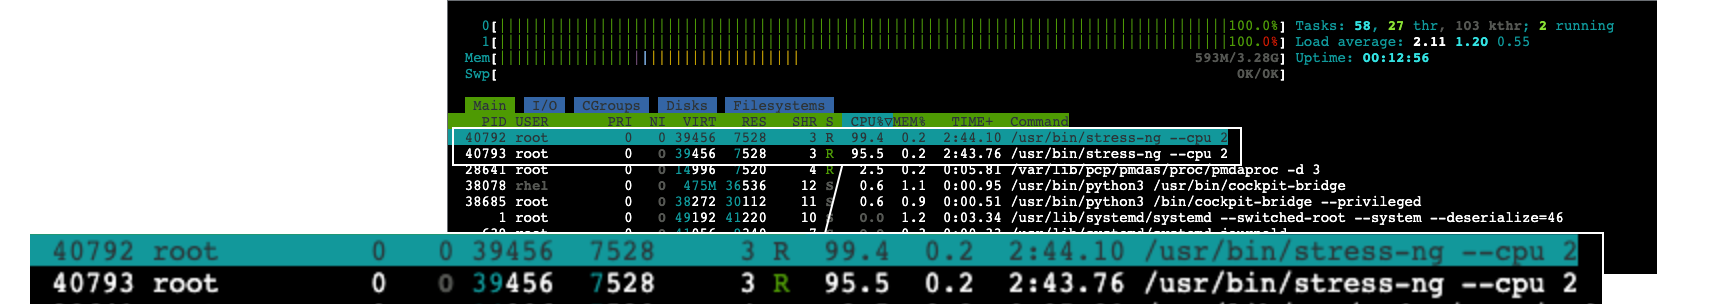 0[ 100.0%] Tasks: 58, 27 thr, 103 kthr; 2 running
1[ 100.0%] Load average: 2.11 1.20 0.55
Mem[ 593M/3.28G] Uptime: 00:12:56
Swp[ 0K/0K]
Main I/O CGroups Disks Filesystems
PID USER PRI NI VIRT RES SHR S CPU%▽MEM% TIME+ Command
40792 root 0 0 39456 7528 3 R 99.4 0.2 2:44.10 /usr/bin/stress-ng --cpu 2
40793 root 0 0 39456 7528 3 R 95.5 0.2 2:43.76 /usr/bin/stress-ng --cpu 2
28641 root 0 0 14996 7520 4 R 2.5 0.2 0:05.81 /var/lib/pcp/pmdas/proc/pmdaproc -d 3
38078 rhel 0 0 475M 36536 12 S 0.6 1.1 0:00.95 /usr/bin/python3 /usr/bin/cockpit-bridge
38685 root 0 0 38272 30112 11 S 0.6 0.9 0:00.51 /usr/bin/python3 /bin/cockpit-bridge --privileged
1 root 0 0 49192 41220 10 S 0.0 1.2 0:03.34 /usr/lib/systemd/systemd --switched-root --system --deserialize=46
40792 root 0 0 39456 7528 3 R 99.4 0.2 2:44.10 /usr/bin/stress-ng --cpu 2
40793 root 0 0 39456 7528 3 R 95.5 0.2 2:43.76 /usr/bin/stress-ng --cpu 2